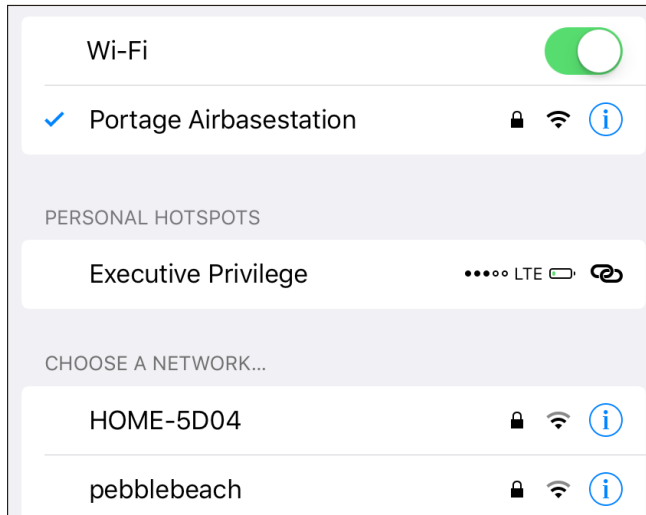 Wi-Fi
Portage Airbasestation
PERSONAL HOTSPOTS
Executive Privilege LTE
CHOOSE A NETWORK...
HOME-5D04
pebblebeach